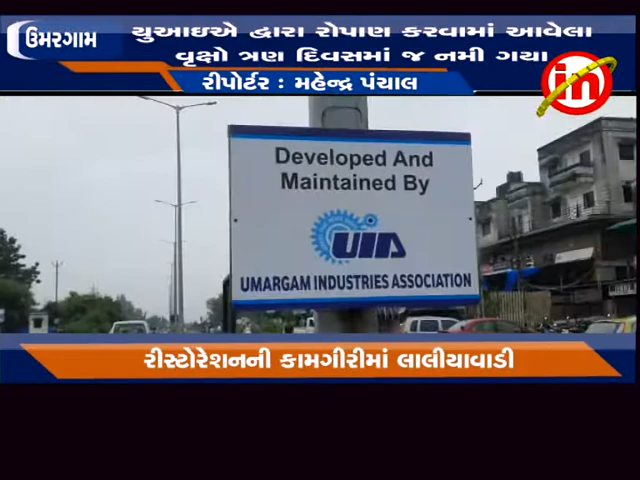 ઉમરગામ
યુઆઇએ દ્વારા રોપાણ કરવામાં આવેલા
વૃક્ષો ત્રણ દિવસમાં જ નમી ગયા
રીપોર્ટર : મહેન્દ્ર પંચાલ
in
Developed And
Maintained By
UIA
UMARGAM INDUSTRIES ASSOCIATION
રીસ્ટોરેશનની કામગીરીમાં લાલીયાવાડી